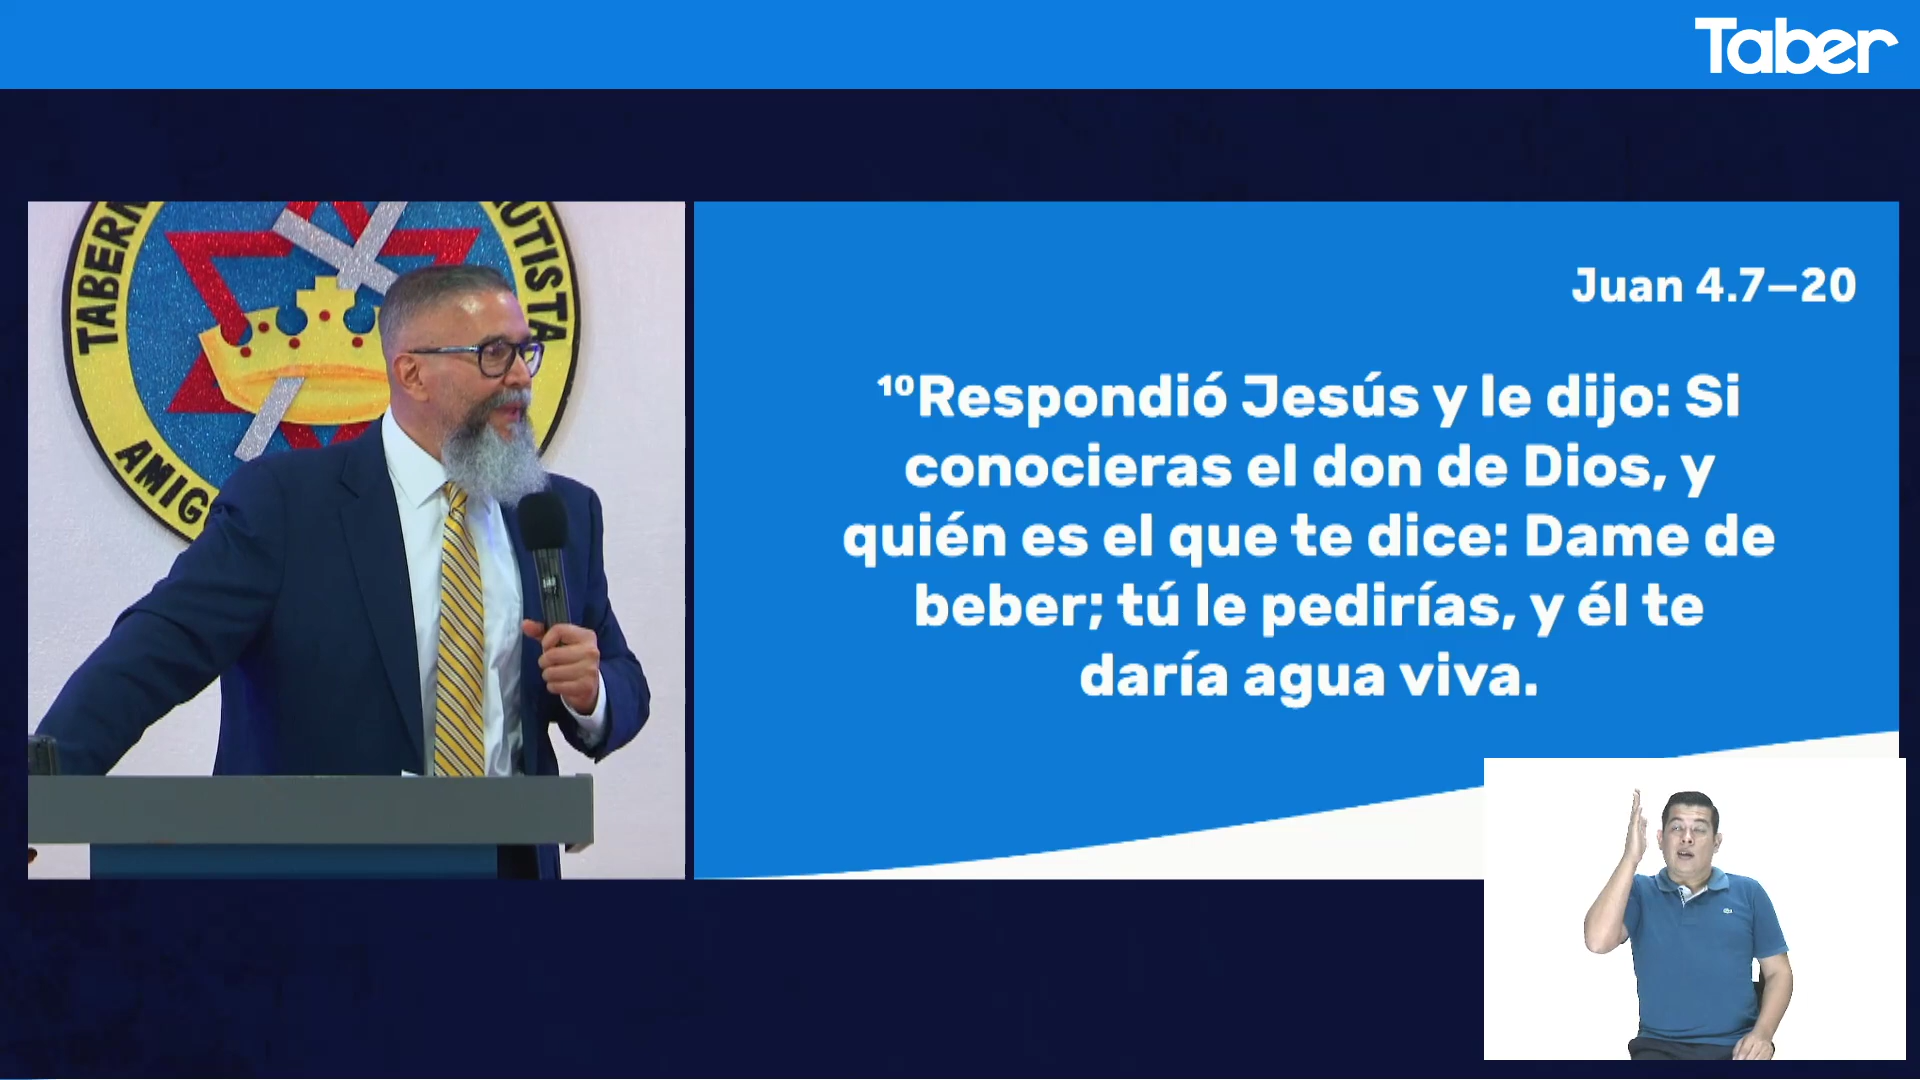 Taber
TABERN
UTISTA
AMIG
Juan 4.7–20
¹⁰Respondió Jesús y le dijo: Si
conocieras el don de Dios, y
quién es el que te dice: Dame de
beber; tú le pedirías, y él te
daría agua viva.